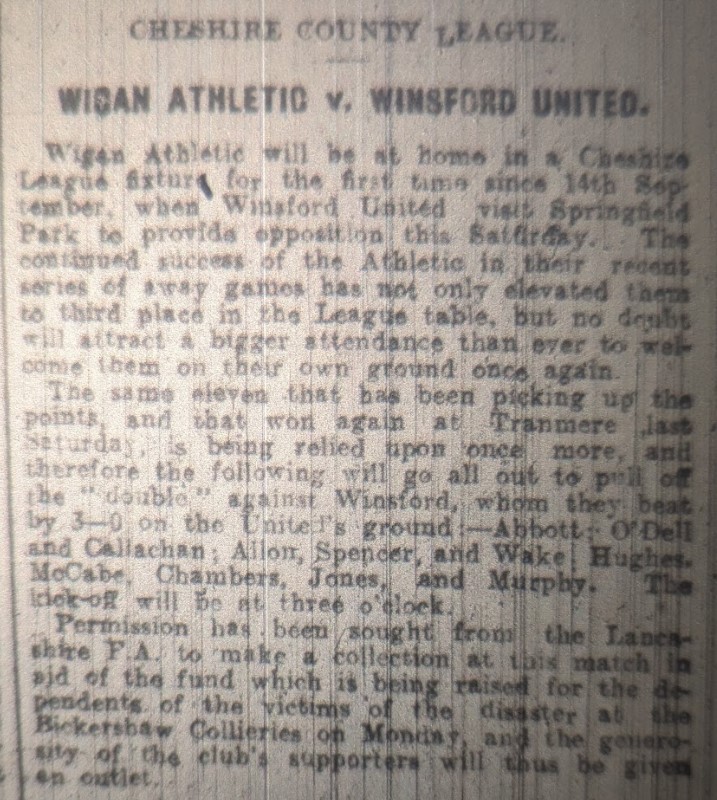 CHESHIRE COUNTY LEAGUE.
WIGAN ATHLETIC v. WINSFORD UNITED.
Wigan Athletic will be at home in a Cheshire
League fixture for the first time since 14th Sep-
tember, when Winsford United visit Springfield
Park to provide opposition this Saturday. The
continued success of the Athletic in their recent
series of away games has not only elevated them
to third place in the League table, but no doubt
will attract a bigger attendance than ever to wel-
come them on their own ground once again.
The same eleven that has been picking up the
points, and that won again at Tranmere last
Saturday, is being relied upon once more, and
therefore the following will go all out to pull off
the "double" against Winsford, whom they beat
by 3—0 on the United's ground:—Abbott; O'Dell
and Callachan; Allon, Spencer, and Wake; Hughes,
McCabe, Chambers, Jones, and Murphy. The
kick-off will be at three o'clock.
Permission has been sought from the Lanca-
shire F.A. to make a collection at this match in
aid of the fund which is being raised for the de-
pendents of the victims of the disaster at the
Bickershaw Collieries on Monday, and the genero-
sity of the club's supporters will thus be given
an outlet.